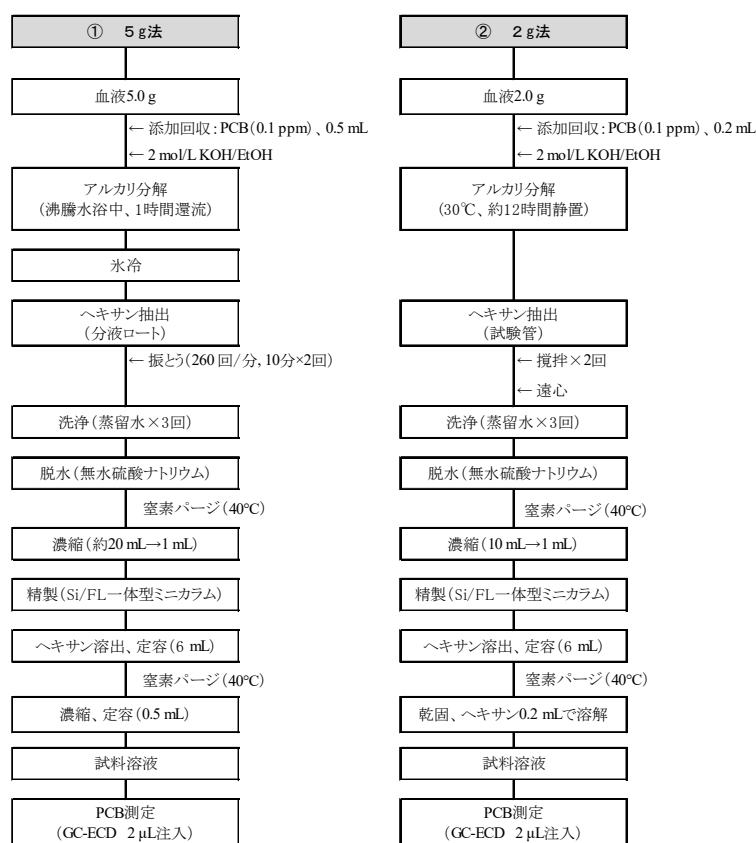 ① 5 g法
血液5.0 g
← 添加回収：PCB（0.1 ppm）、0.5 mL
← 2 mol/L KOH/EtOH
アルカリ分解
（沸騰水浴中、1時間還流）
氷冷
ヘキサン抽出
（分液ロート）
← 振とう（260 回/分, 10分×2回）
洗浄（蒸留水×3回）
脱水（無水硫酸ナトリウム）
窒素パージ（40℃）
濃縮（約20 mL→1 mL）
精製（Si/FL一体型ミニカラム）
ヘキサン溶出、定容（6 mL）
窒素パージ（40℃）
濃縮、定容（0.5 mL）
試料溶液
PCB測定
（GC-ECD 2 μL注入）
② 2 g法
血液2.0 g
← 添加回収：PCB（0.1 ppm）、0.2 mL
← 2 mol/L KOH/EtOH
アルカリ分解
（30℃、約12時間静置）
ヘキサン抽出
（試験管）
← 撹拌×2回
← 遠心
洗浄（蒸留水×3回）
脱水（無水硫酸ナトリウム）
窒素パージ（40℃）
濃縮（10 mL→1 mL）
精製（Si/FL一体型ミニカラム）
ヘキサン溶出、定容（6 mL）
窒素パージ（40℃）
乾固、ヘキサン0.2 mLで溶解
試料溶液
PCB測定
（GC-ECD 2 μL注入）